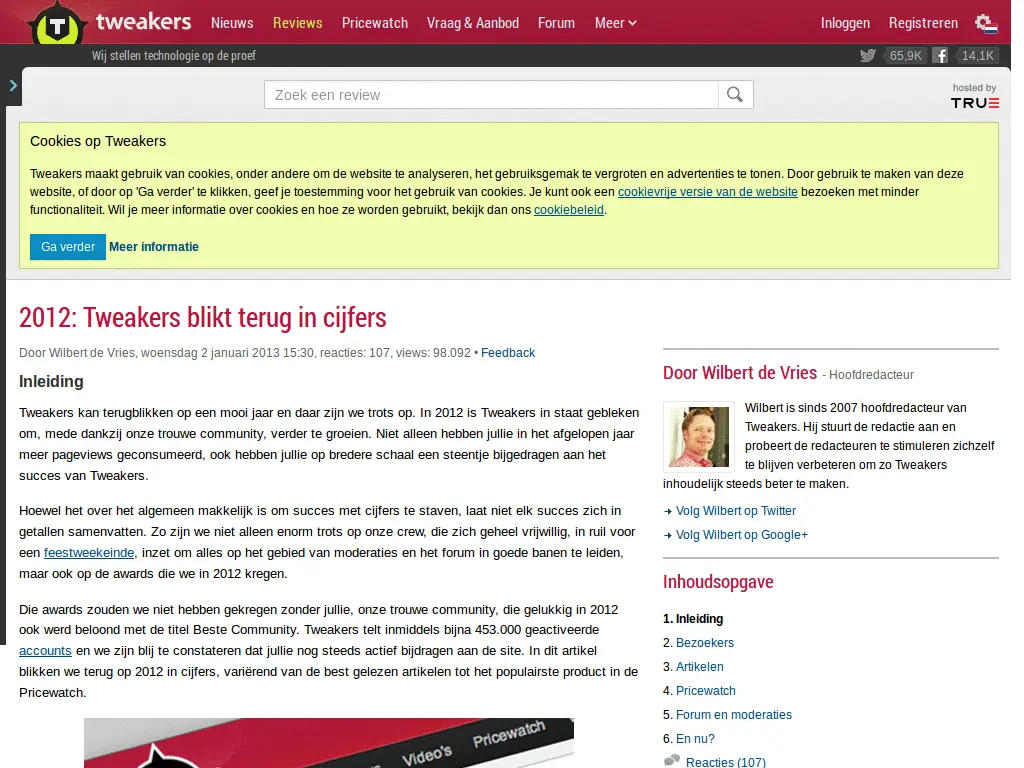 tweakers Nieuws Reviews Pricewatch Vraag & Aanbod Forum Meer Inloggen Registreren
Wij stellen technologie op de proef 65,9K 14,1K
Zoek een review
hosted by
TRUE
Cookies op Tweakers
Tweakers maakt gebruik van cookies, onder andere om de website te analyseren, het gebruiksgemak te vergroten en advertenties te tonen. Door gebruik te maken van deze
website, of door op 'Ga verder' te klikken, geef je toestemming voor het gebruik van cookies. Je kunt ook een cookievrije versie van de website bezoeken met minder
functionaliteit. Wil je meer informatie over cookies en hoe ze worden gebruikt, bekijk dan ons cookiebeleid.
Ga verder Meer informatie
2012: Tweakers blikt terug in cijfers
Door Wilbert de Vries, woensdag 2 januari 2013 15:30, reacties: 107, views: 98.092 • Feedback
Inleiding
Tweakers kan terugblikken op een mooi jaar en daar zijn we trots op. In 2012 is Tweakers in staat gebleken
om, mede dankzij onze trouwe community, verder te groeien. Niet alleen hebben jullie in het afgelopen jaar
meer pageviews geconsumeerd, ook hebben jullie op bredere schaal een steentje bijgedragen aan het
succes van Tweakers.
Hoewel het over het algemeen makkelijk is om succes met cijfers te staven, laat niet elk succes zich in
getallen samenvatten. Zo zijn we niet alleen enorm trots op onze crew, die zich geheel vrijwillig, in ruil voor
een feestweekeinde, inzet om alles op het gebied van moderaties en het forum in goede banen te leiden,
maar ook op de awards die we in 2012 kregen.
Die awards zouden we niet hebben gekregen zonder jullie, onze trouwe community, die gelukkig in 2012
ook werd beloond met de titel Beste Community. Tweakers telt inmiddels bijna 453.000 geactiveerde
accounts en we zijn blij te constateren dat jullie nog steeds actief bijdragen aan de site. In dit artikel
blikken we terug op 2012 in cijfers, variërend van de best gelezen artikelen tot het populairste product in de
Pricewatch.
Video's Pricewatch
Door Wilbert de Vries - Hoofdredacteur
Wilbert is sinds 2007 hoofdredacteur van
Tweakers. Hij stuurt de redactie aan en
probeert de redacteuren te stimuleren zichzelf
te blijven verbeteren om zo Tweakers
inhoudelijk steeds beter te maken.
Volg Wilbert op Twitter
Volg Wilbert op Google+
Inhoudsopgave
1. Inleiding
2. Bezoekers
3. Artikelen
4. Pricewatch
5. Forum en moderaties
6. En nu?
Reacties (107)